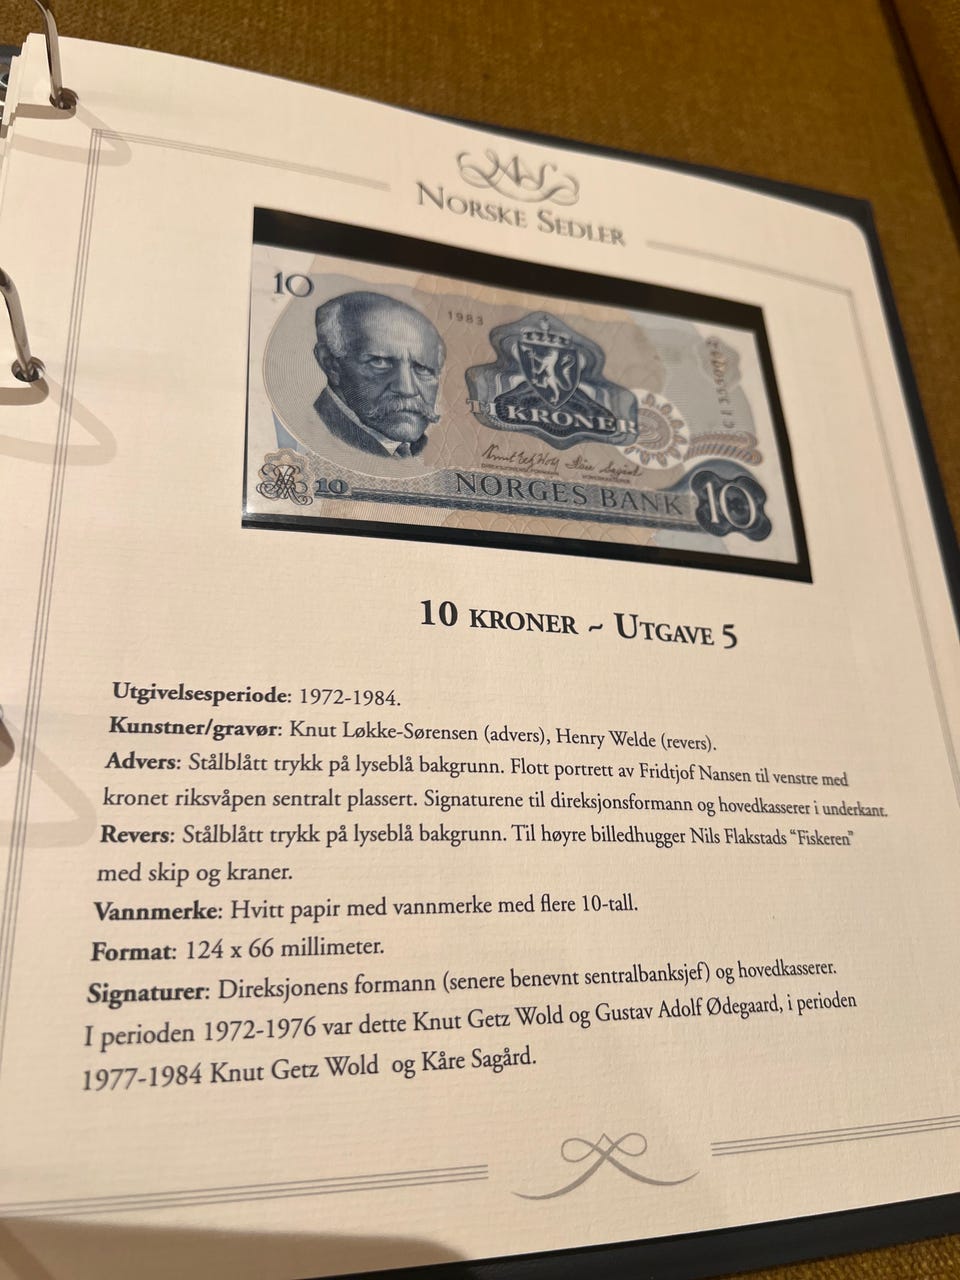 NORSKE SEDLER
10
1983
TI KRONER
10
NORGES BANK
10
10 KRONER ~ UTGAVE 5
Utgivelsesperiode: 1972-1984.
Kunstner/gravør: Knut Løkke-Sørensen (advers), Henry Welde (revers).
Advers: Stålblått trykk på lyseblå bakgrunn. Flott portrett av Fridtjof Nansen til venstre med
kronet riksvåpen sentralt plassert. Signaturene til direksjonsformann og hovedkasserer i underkant.
Revers: Stålblått trykk på lyseblå bakgrunn. Til høyre billedhugger Nils Flakstads “Fiskeren”
med skip og kraner.
Vannmerke: Hvitt papir med vannmerke med flere 10-tall.
Format: 124 x 66 millimeter.
Signaturer: Direksjonens formann (senere benevnt sentralbanksjef) og hovedkasserer.
I perioden 1972-1976 var dette Knut Getz Wold og Gustav Adolf Ødegaard, i perioden
1977-1984 Knut Getz Wold og Kåre Sagård.